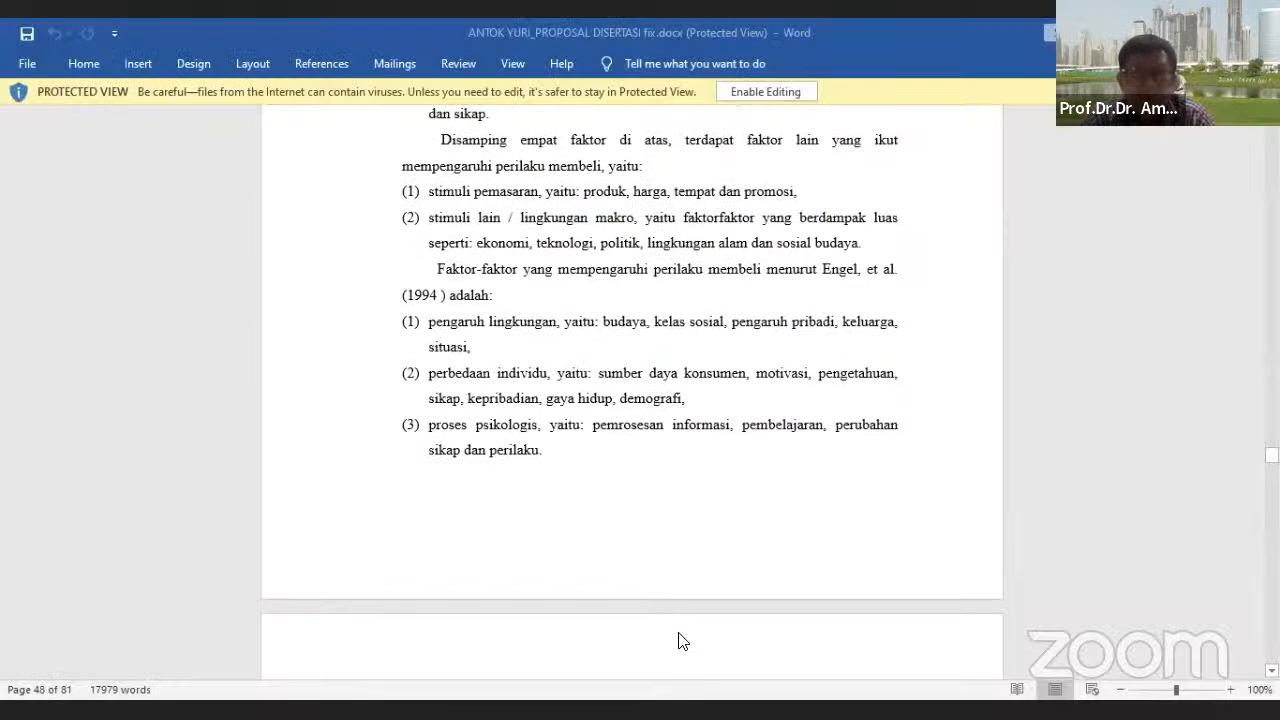 ANTOK YURI_PROPOSAL DISERTASI fix.docx (Protected View) - Word
File Home Insert Design Layout References Mailings Review View Help Tell me what you want to do
PROTECTED VIEW Be careful—files from the Internet can contain viruses. Unless you need to edit, it's safer to stay in Protected View. Enable Editing
Prof.Dr.Dr. Am...
dan sikap.
Disamping empat faktor di atas, terdapat faktor lain yang ikut
mempengaruhi perilaku membeli, yaitu:
(1) stimuli pemasaran, yaitu: produk, harga, tempat dan promosi,
(2) stimuli lain / lingkungan makro, yaitu faktorfaktor yang berdampak luas
seperti: ekonomi, teknologi, politik, lingkungan alam dan sosial budaya.
Faktor-faktor yang mempengaruhi perilaku membeli menurut Engel, et al.
(1994 ) adalah:
(1) pengaruh lingkungan, yaitu: budaya, kelas sosial, pengaruh pribadi, keluarga,
situasi,
(2) perbedaan individu, yaitu: sumber daya konsumen, motivasi, pengetahuan,
sikap, kepribadian, gaya hidup, demografi,
(3) proses psikologis, yaitu: pemrosesan informasi, pembelajaran, perubahan
sikap dan perilaku.
zoom
Page 48 of 81 17979 words 100%